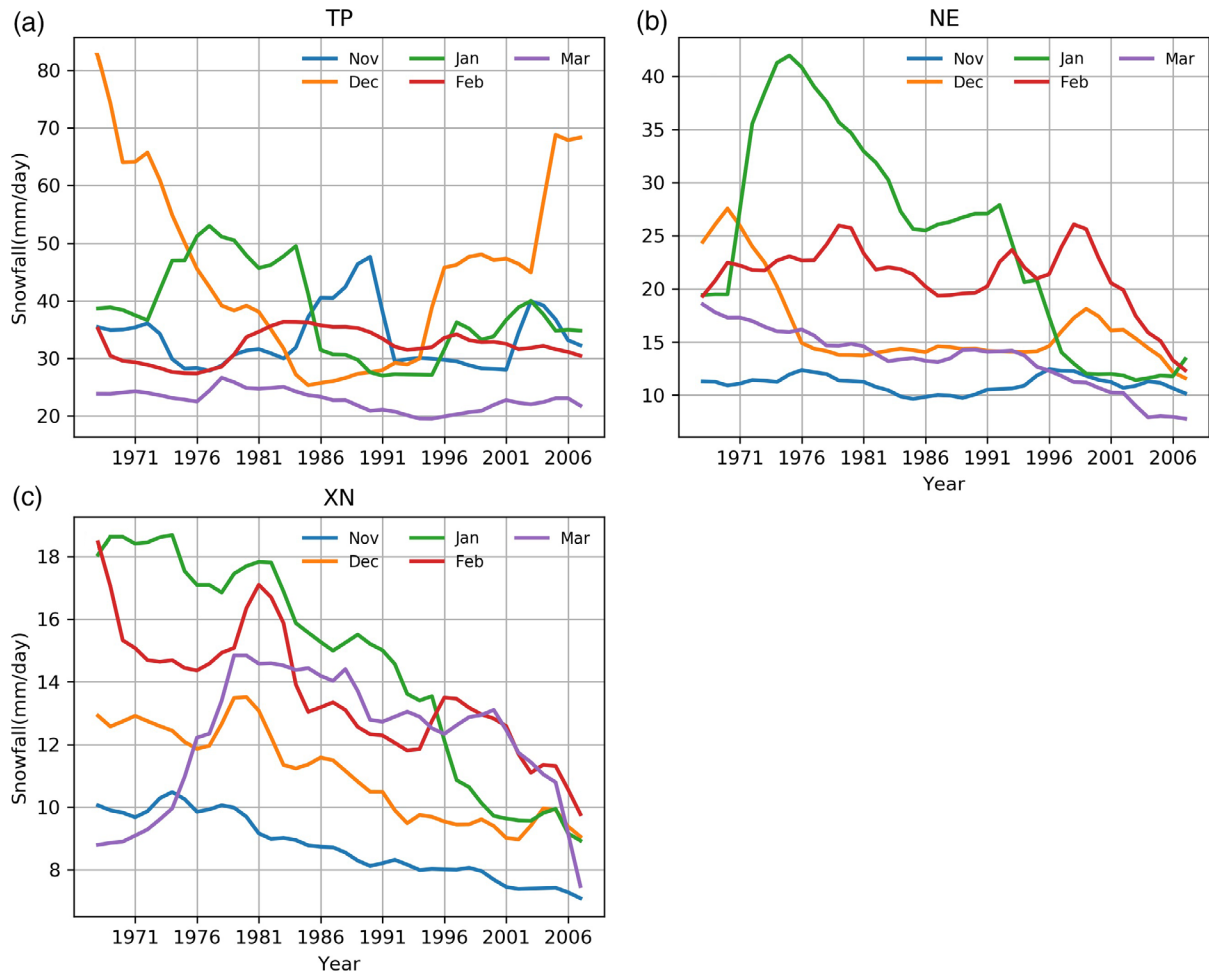 (a)
TP
Nov
Dec
Jan
Feb
Mar
Snowfall(mm/day)
80
70
60
50
40
30
20
1971 1976 1981 1986 1991 1996 2001 2006
(b)
NE
Nov
Dec
Jan
Feb
Mar
40
35
30
25
20
15
10
1971 1976 1981 1986 1991 1996 2001 2006
Year
(c)
XN
Nov
Dec
Jan
Feb
Mar
Snowfall(mm/day)
18
16
14
12
10
8
1971 1976 1981 1986 1991 1996 2001 2006
Year